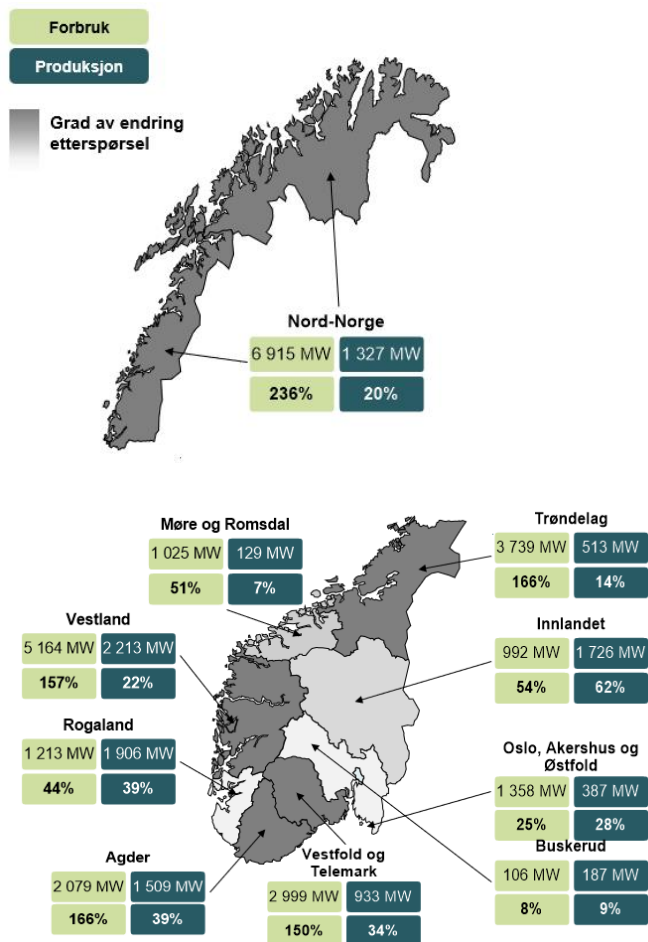 Forbruk
Produksjon
Grad av endring
etterspørsel
Nord-Norge
6 915 MW 1 327 MW
236% 20%
Møre og Romsdal
1 025 MW 129 MW
51% 7%
Trøndelag
3 739 MW 513 MW
166% 14%
Vestland
5 164 MW 2 213 MW
157% 22%
Innlandet
992 MW 1 726 MW
54% 62%
Rogaland
1 213 MW 1 906 MW
44% 39%
Oslo, Akershus og
Østfold
1 358 MW 387 MW
25% 28%
Buskerud
106 MW 187 MW
8% 9%
Agder
2 079 MW 1 509 MW
166% 39%
Vestfold og
Telemark
2 999 MW 933 MW
150% 34%